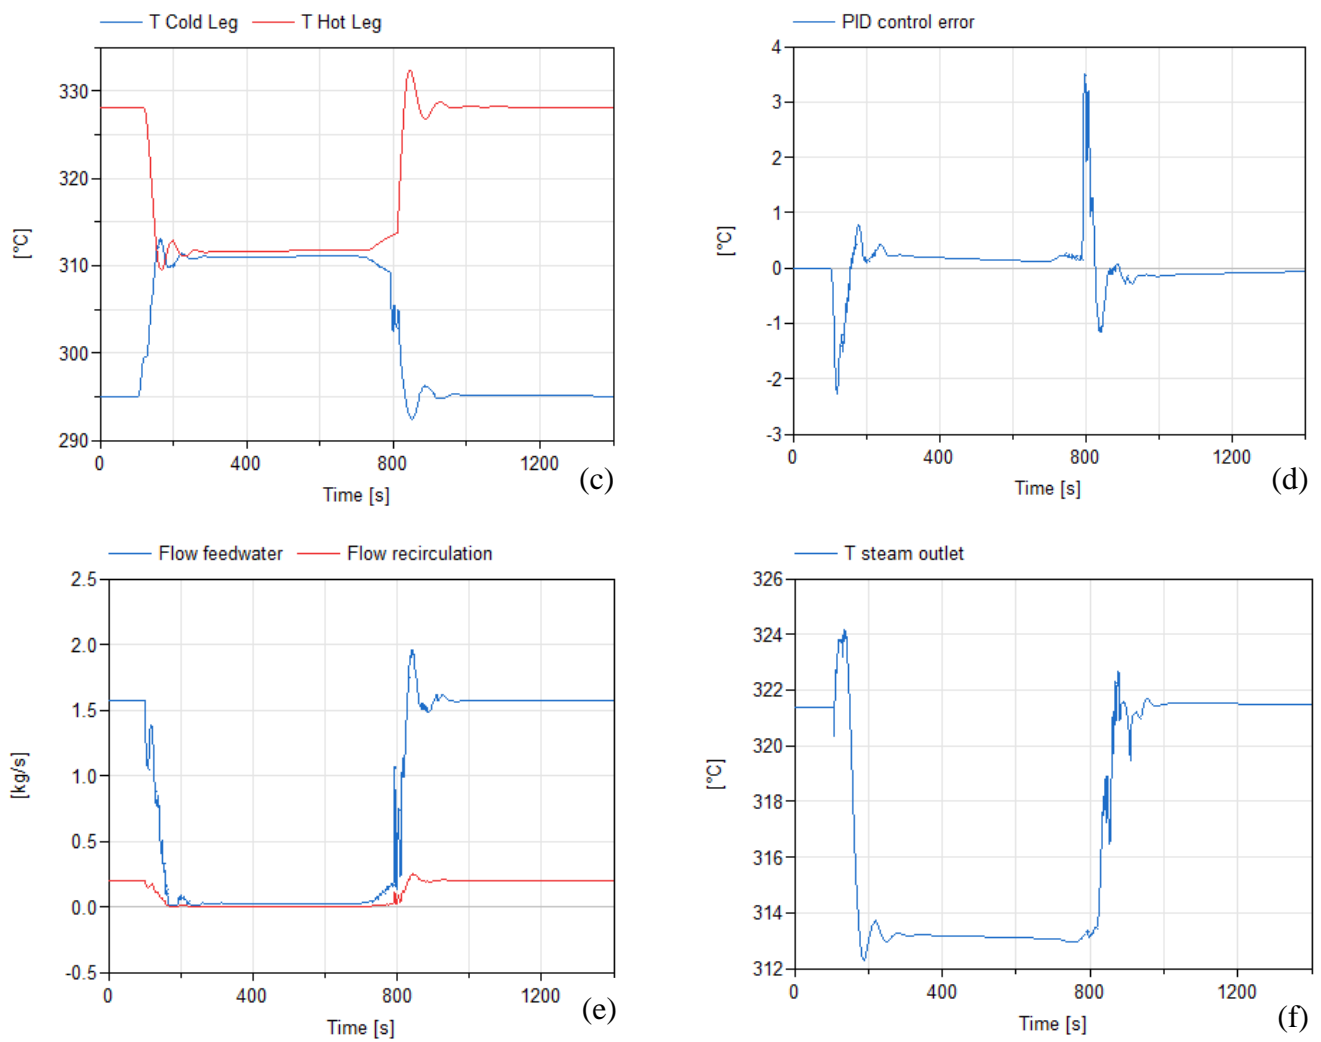 T Cold Leg T Hot Leg
330
320
310
300
290
[°C]
0 400 800 1200
Time [s]
(c)
PID control error
4
3
2
1
0
-1
-2
-3
[°C]
0 400 800 1200
Time [s]
(d)
Flow feedwater Flow recirculation
2.5
2.0
1.5
1.0
0.5
0.0
-0.5
[kg/s]
0 400 800 1200
Time [s]
(e)
T steam outlet
326
324
322
320
318
316
314
312
[°C]
0 400 800 1200
Time [s]
(f)